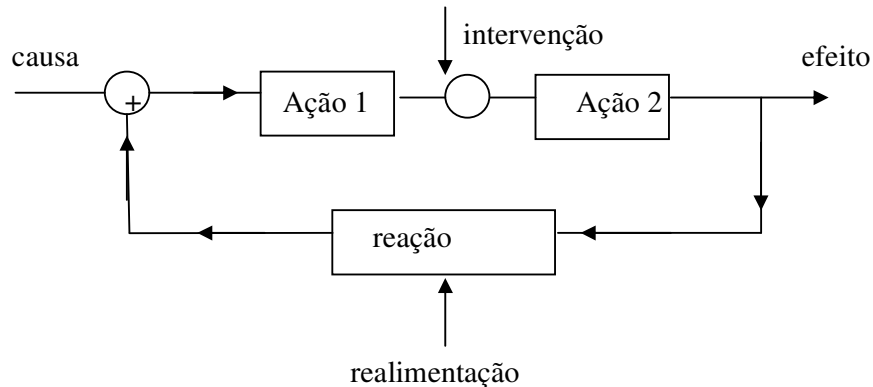 intervenção
causa
efeito
+
Ação 1
Ação 2
reação
realimentação